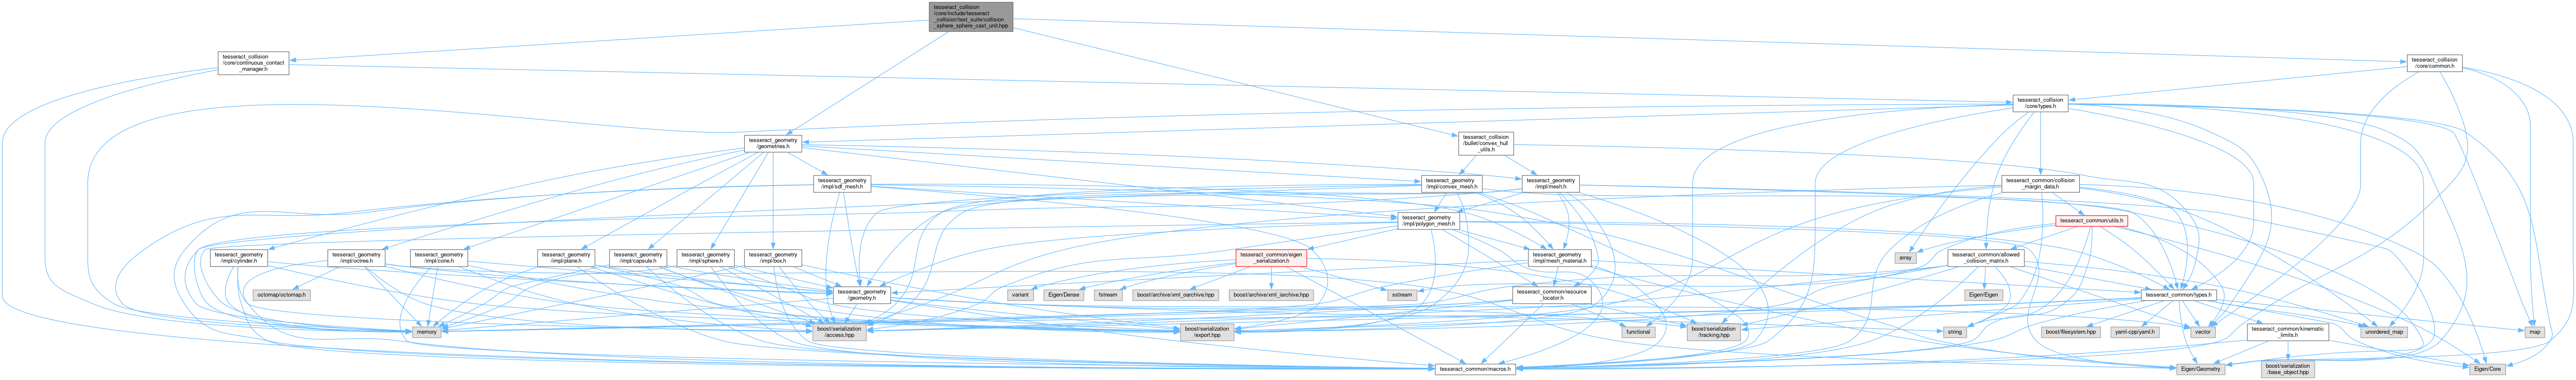 tesseract_collision
/core/include/tesseract
_collision/test_suite/collision
_sphere_sphere_cast_unit.hpp
tesseract_collision
/core/continuous_contact
_manager.h
tesseract_collision
/core/common.h
tesseract_collision
/core/types.h
tesseract_geometry
/geometries.h
tesseract_collision
/bullet/convex_hull
_utils.h
tesseract_geometry
/impl/sdf_mesh.h
tesseract_geometry
/impl/convex_mesh.h
tesseract_geometry
/impl/mesh.h
tesseract_common/collision
_margin_data.h
tesseract_geometry
/impl/polygon_mesh.h
tesseract_common/utils.h
tesseract_geometry
/impl/cylinder.h
tesseract_geometry
/impl/octree.h
tesseract_geometry
/impl/cone.h
tesseract_geometry
/impl/plane.h
tesseract_geometry
/impl/capsule.h
tesseract_geometry
/impl/sphere.h
tesseract_geometry
/impl/box.h
tesseract_common/eigen
_serialization.h
tesseract_geometry
/impl/mesh_material.h
array
tesseract_common/allowed
_collision_matrix.h
octomap/octomap.h
tesseract_geometry
/geometry.h
variant
Eigen/Dense
fstream
boost/archive/xml_oarchive.hpp
boost/archive/xml_iarchive.hpp
sstream
tesseract_common/resource
_locator.h
Eigen/Eigen
tesseract_common/types.h
memory
boost/serialization
/access.hpp
boost/serialization
/export.hpp
functional
boost/serialization
/tracking.hpp
string
boost/filesystem.hpp
yaml-cpp/yaml.h
vector
tesseract_common/kinematic
_limits.h
unordered_map
map
tesseract_common/macros.h
Eigen/Geometry
boost/serialization
/base_object.hpp
Eigen/Core